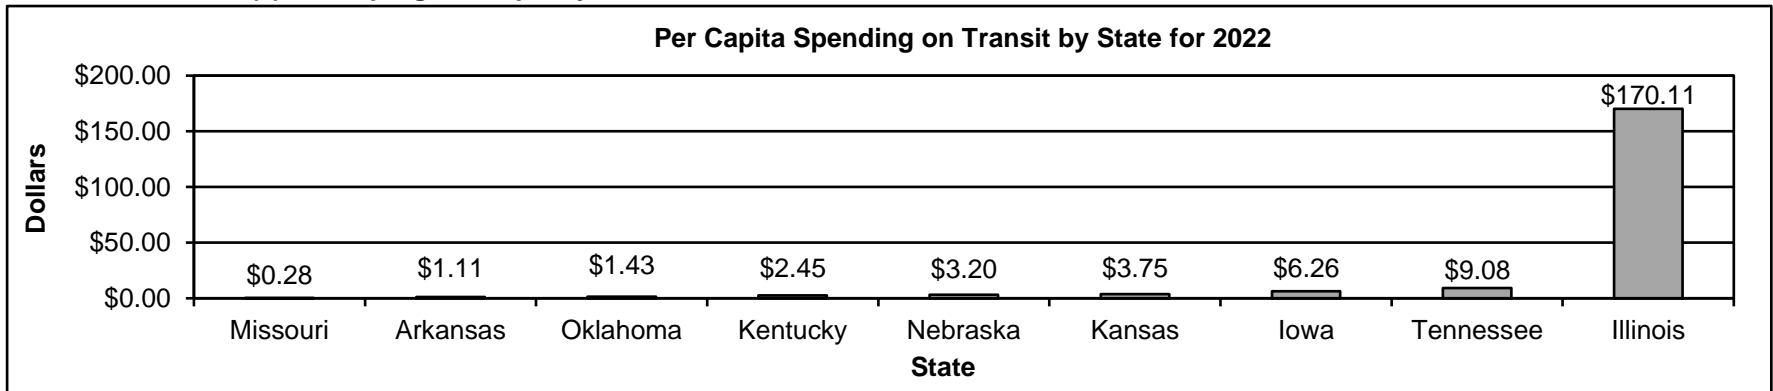 Per Capita Spending on Transit by State for 2022
$200.00
$150.00
$100.00
$50.00
$0.00
Dollars
$0.28
$1.11
$1.43
$2.45
$3.20
$3.75
$6.26
$9.08
$170.11
Missouri
Arkansas
Oklahoma
Kentucky
Nebraska
Kansas
Iowa
Tennessee
Illinois
State